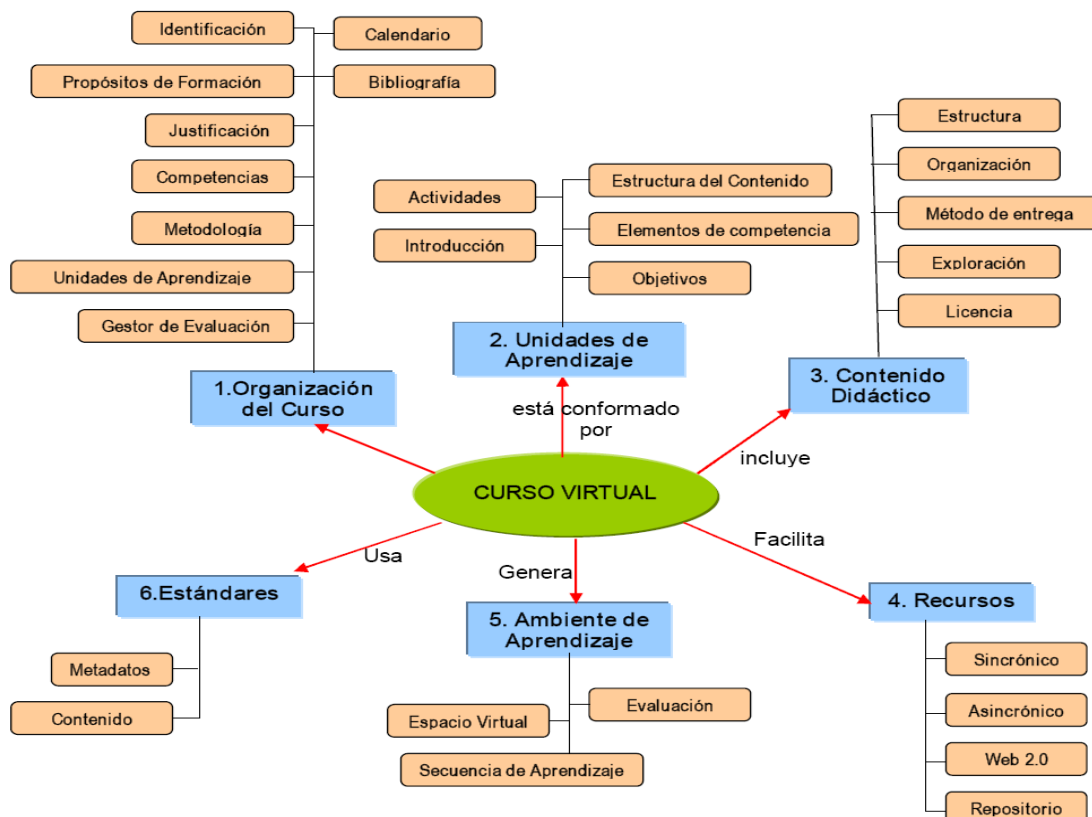 Identificación
Calendario
Propósitos de Formación
Bibliografía
Justificación
Competencias
Metodología
Unidades de Aprendizaje
Gestor de Evaluación
1.Organización
del Curso
Actividades
Estructura del Contenido
Introducción
Elementos de competencia
Objetivos
2. Unidades de
Aprendizaje
Estructura
Organización
Método de entrega
Exploración
Licencia
3. Contenido
Didáctico
está conformado
por
incluye
CURSO VIRTUAL
Usa
Genera
Facilita
6.Estándares
Metadatos
Contenido
5. Ambiente de
Aprendizaje
Evaluación
Espacio Virtual
Secuencia de Aprendizaje
4. Recursos
Sincrónico
Asincrónico
Web 2.0
Repositorio